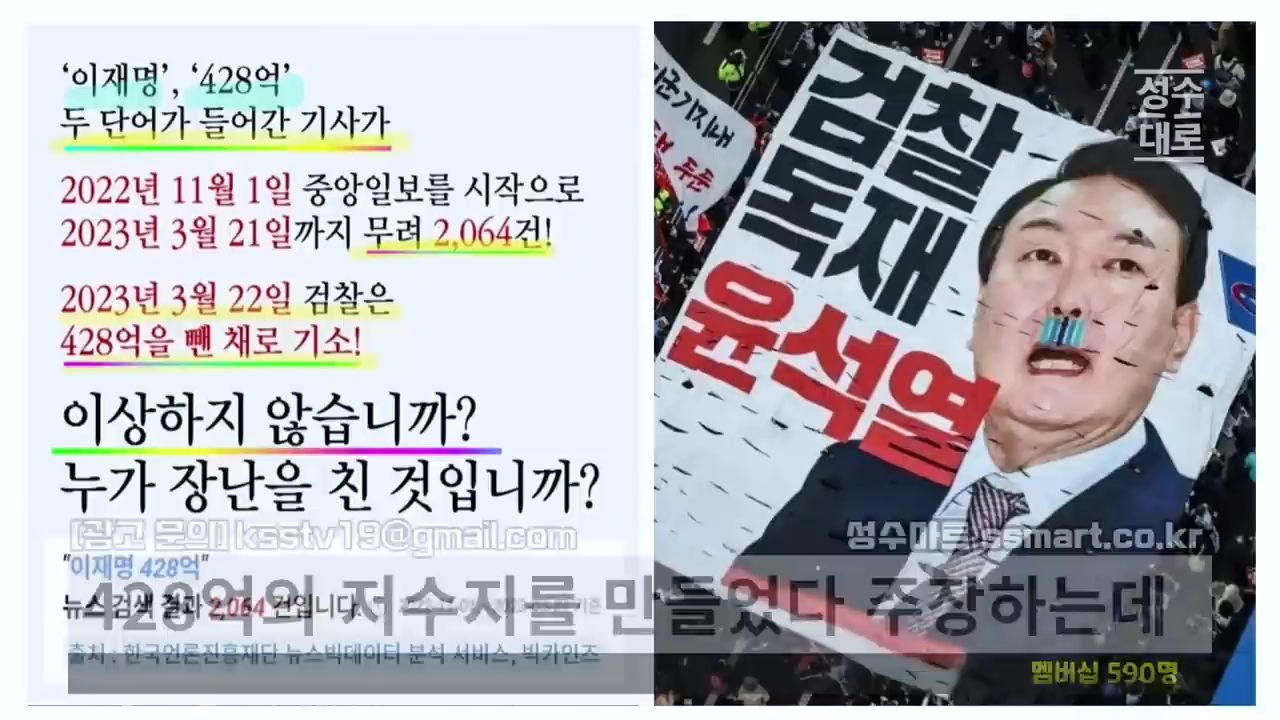 ‘이재명’, ‘428억’
두 단어가 들어간 기사가
2022년 11월 1일 중앙일보를 시작으로
2023년 3월 21일까지 무려 2,064건!
2023년 3월 22일 검찰은
428억을 뺀 채로 기소!
이상하지 않습니까?
누가 장난을 친 것입니까?
[광고 문의] ksstv19@gmail.com
"이재명 428억"
뉴스 검색 결과 2,064 건입니다.
출처 : 한국언론진흥재단 뉴스빅데이터 분석 서비스, 빅카인즈
428억의 저수지를 만들었다 주장하는데
성수대로
검찰
독재
윤석열
성수마트 ssmart.co.kr
멤버십 590명